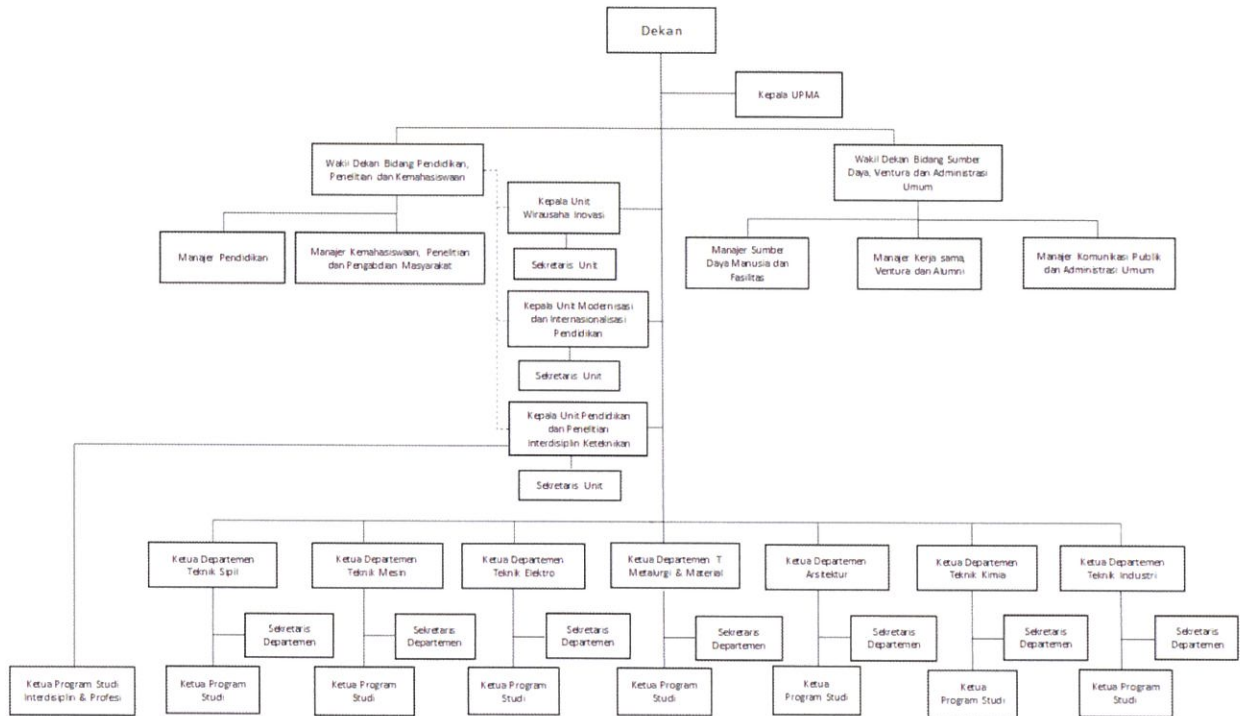 Dekan
Kepala UPMA
Wakil Dekan Bidang Pendidikan,
Penelitian dan Kemahasiswaan
Wakil Dekan Bidang Sumber
Daya, Ventura dan Administrasi
Umum
Kepala Unit
Wirausaha Inovasi
Sekretaris Unit
Manajer Pendidikan
Manajer Kemahasiswaan, Penelitian
dan Pengabdian Masyarakat
Manajer Sumber
Daya Manusia dan
Fasilitas
Manajer Kerja sama,
Ventura dan Alumni
Manajer Komunikasi Publik
dan Administrasi Umum
Kepala Unit Modernisasi
dan Internasionalisasi
Pendidikan
Sekretaris Unit
Kepala Unit Pendidikan
dan Penelitian
Interdisiplin Keteknikan
Sekretaris Unit
Ketua Departemen
Teknik Sipil
Ketua Departemen
Teknik Mesin
Ketua Departemen
Teknik Elektro
Ketua Departemen T.
Metalurgi & Material
Ketua Departemen
Arsitektur
Ketua Departemen
Teknik Kimia
Ketua Departemen
Teknik Industri
Sekretaris
Departemen
Sekretaris
Departemen
Sekretaris
Departemen
Sekretaris
Departemen
Sekretaris
Departemen
Sekretaris
Departemen
Sekretaris
Departemen
Ketua Program Studi
Interdisiplin & Profesi
Ketua Program
Studi
Ketua Program
Studi
Ketua Program
Studi
Ketua Program
Studi
Ketua
Program Studi
Ketua
Program Studi
Ketua Program
Studi